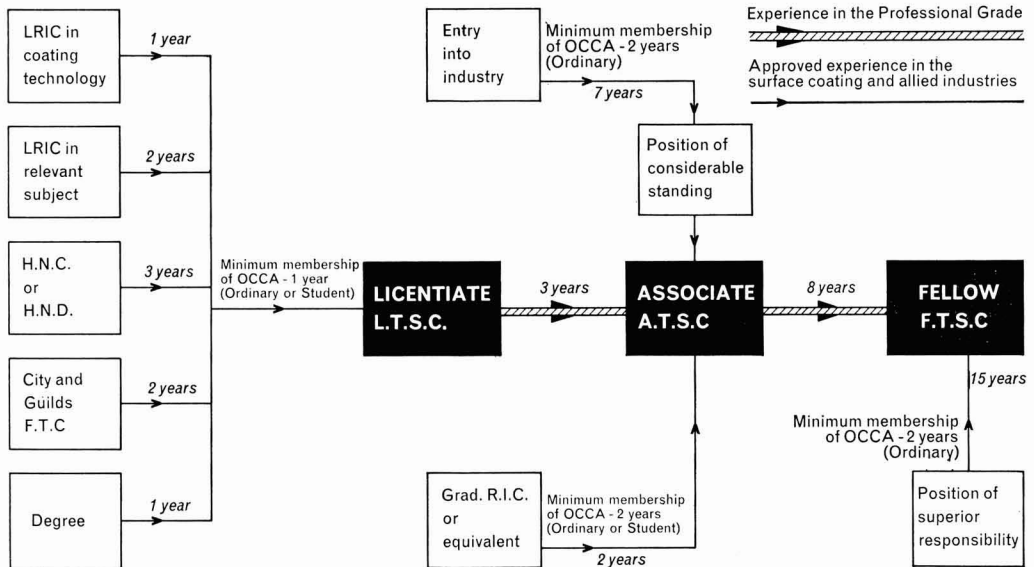 LRIC in
coating
technology
1 year
LRIC in
relevant
subject
2 years
H.N.C.
or
H.N.D.
3 years
City and
Guilds
F.T.C
2 years
Degree
1 year
Minimum membership
of OCCA - 1 year
(Ordinary or Student)
LICENTIATE
L.T.S.C.
3 years
Entry
into
industry
Minimum membership
of OCCA - 2 years
(Ordinary)
7 years
Position of
considerable
standing
ASSOCIATE
A.T.S.C
Grad. R.I.C.
or
equivalent
Minimum membership
of OCCA - 2 years
(Ordinary or Student)
2 years
8 years
FELLOW
F.T.S.C
15 years
Minimum membership
of OCCA - 2 years
(Ordinary)
Position of
superior
responsibility
Experience in the Professional Grade
Approved experience in the
surface coating and allied industries